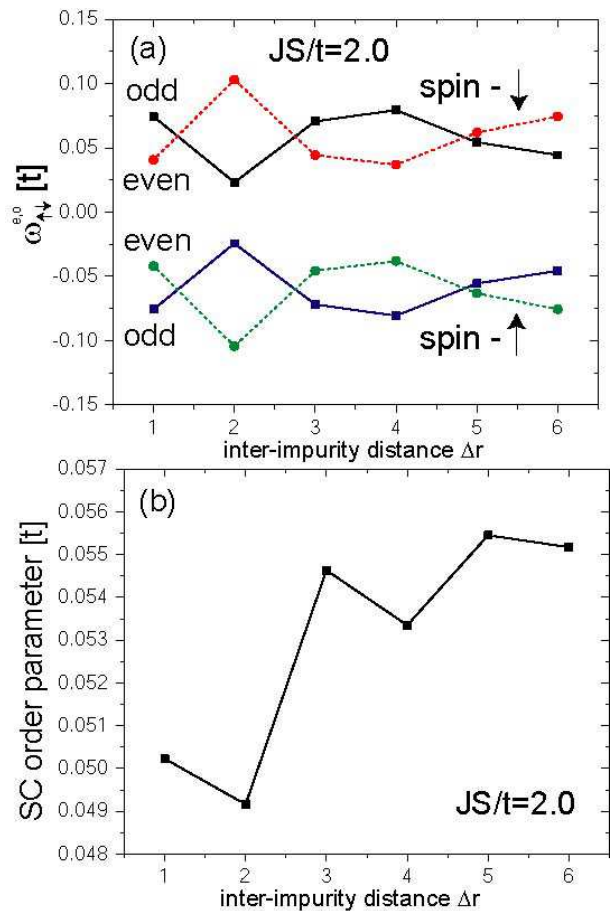 (a)
JS/t=2.0
0.15
0.10
0.05
0.00
-0.05
-0.10
-0.15
ω↑↓^e,o [t]
odd
even
spin - ↓
even
odd
spin - ↑
1 2 3 4 5 6
inter-impurity distance Δr
(b)
0.057
0.056
0.055
0.054
0.053
0.052
0.051
0.050
0.049
0.048
SC order parameter [t]
JS/t=2.0
1 2 3 4 5 6
inter-impurity distance Δr